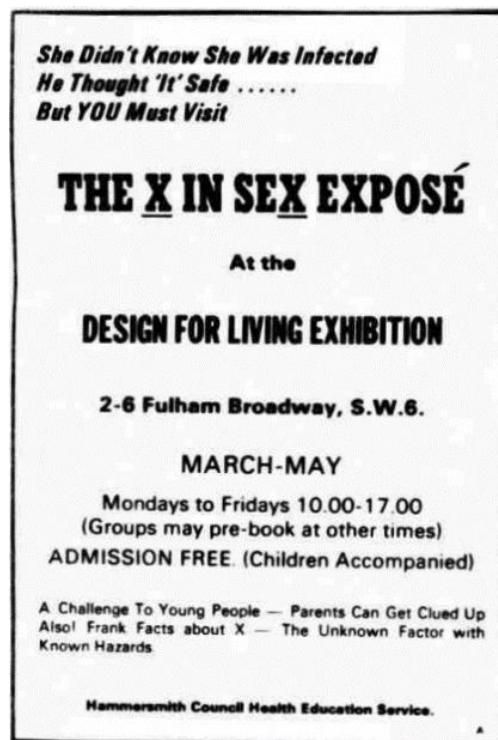 She Didn't Know She Was Infected
He Thought 'It' Safe ......
But YOU Must Visit
THE X IN SEX EXPOSÉ
At the
DESIGN FOR LIVING EXHIBITION
2-6 Fulham Broadway, S.W.6.
MARCH-MAY
Mondays to Fridays 10.00-17.00
(Groups may pre-book at other times)
ADMISSION FREE. (Children Accompanied)
A Challenge To Young People — Parents Can Get Clued Up
Also! Frank Facts about X — The Unknown Factor with
Known Hazards.
Hammersmith Council Health Education Service.
A